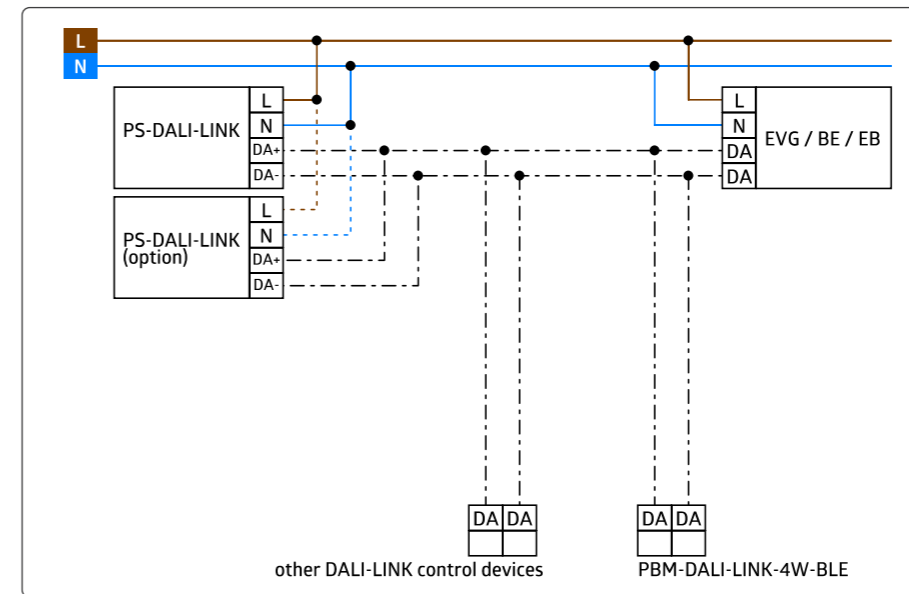 L
N
PS-DALI-LINK
L
N
DA+
DA-
L
N
DA
DA
EVG / BE / EB
PS-DALI-LINK
(option)
L
N
DA+
DA-
DA DA
DA DA
other DALI-LINK control devices
PBM-DALI-LINK-4W-BLE